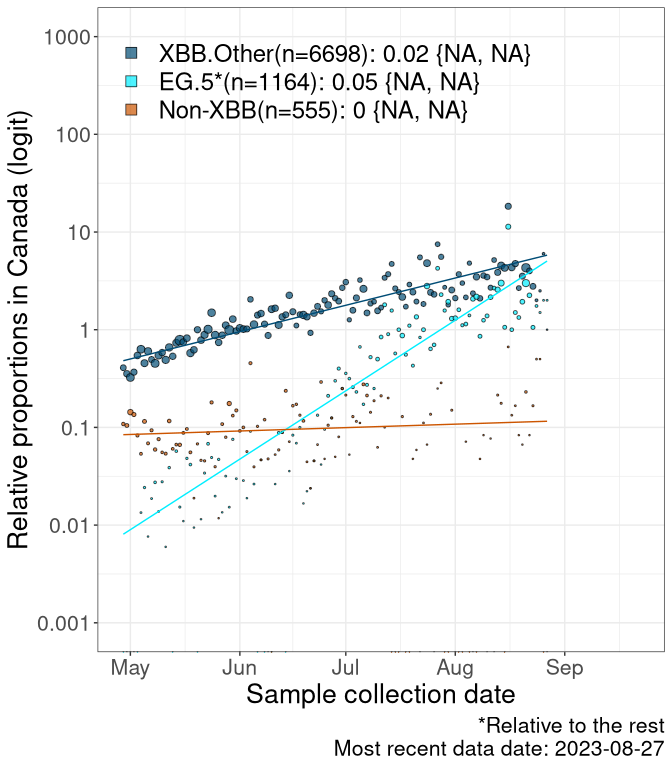 Relative proportions in Canada (logit)
1000
100
10
1
0.1
0.01
0.001
XBB.Other(n=6698): 0.02 {NA, NA}
EG.5*(n=1164): 0.05 {NA, NA}
Non-XBB(n=555): 0 {NA, NA}
May Jun Jul Aug Sep
Sample collection date
*Relative to the rest
Most recent data date: 2023-08-27